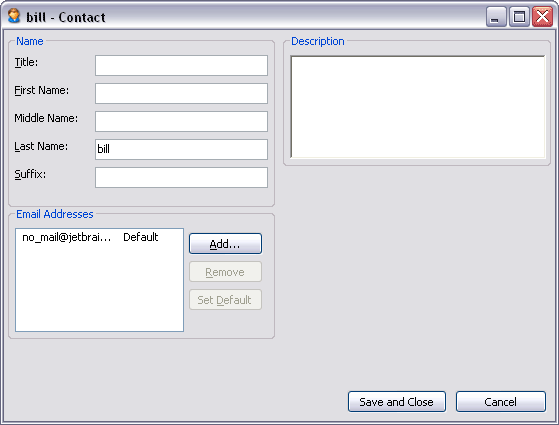 bill - Contact
Name
Title:
First Name:
Middle Name:
Last Name: bill
Suffix:
Description
Email Addresses
no_mail@jetbrai... Default
Add...
Remove
Set Default
Save and Close
Cancel